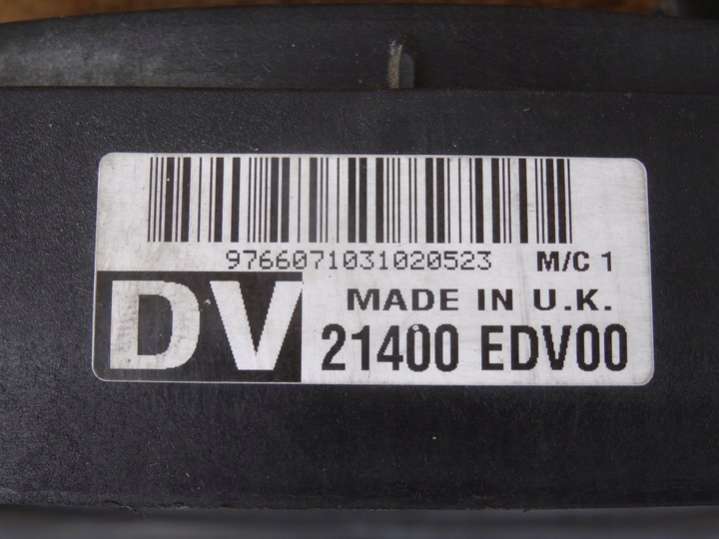 9766071031020523 M/C 1
DV
MADE IN U.K.
21400 EDV00